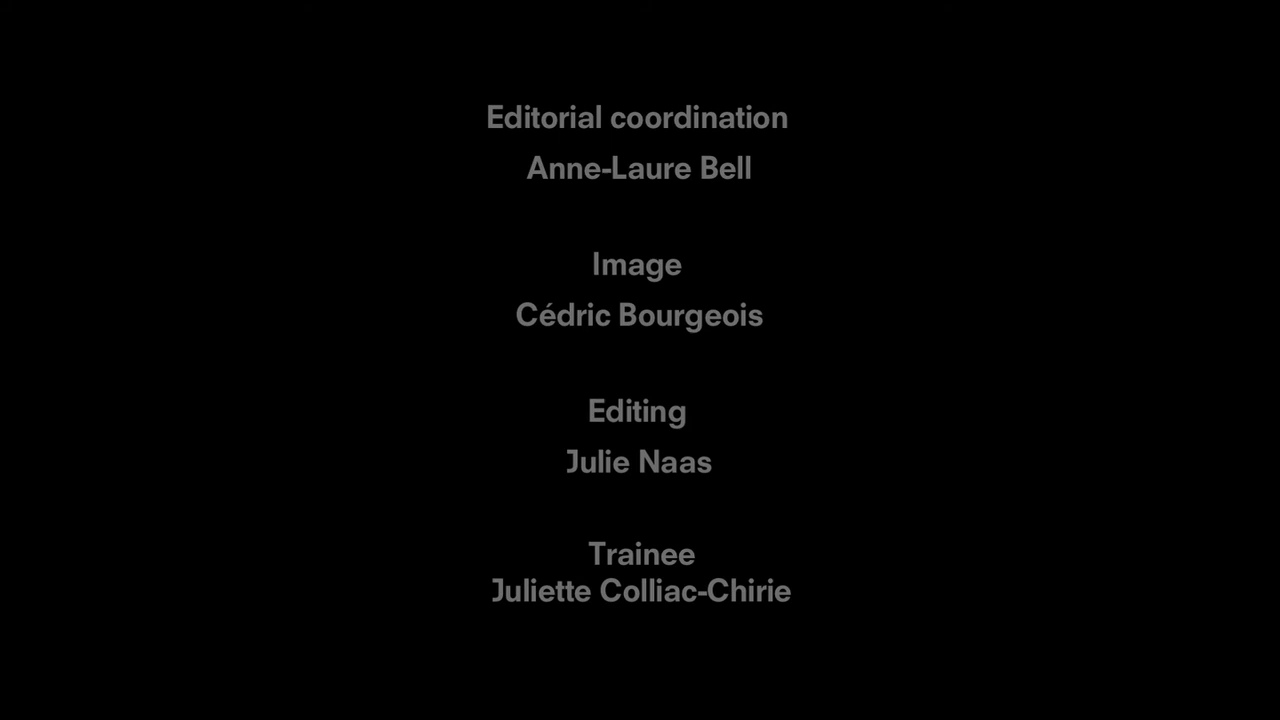 Editorial coordination
Anne-Laure Bell
Image
Cédric Bourgeois
Editing
Julie Naas
Trainee
Juliette Colliac-Chirie